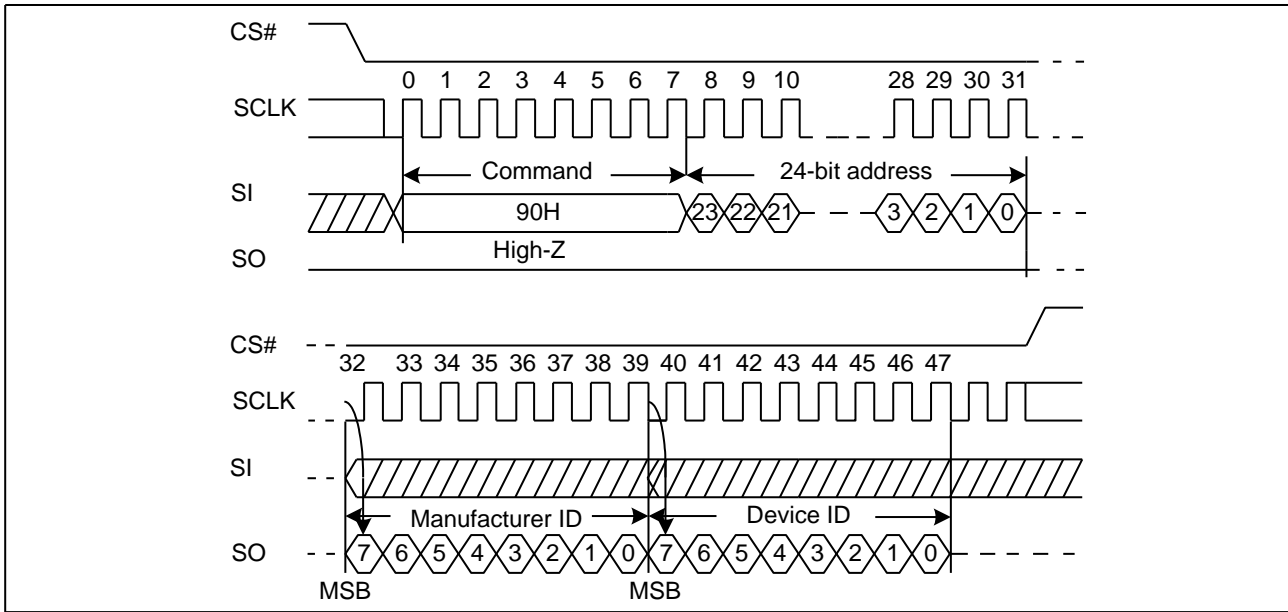 CS#
0 1 2 3 4 5 6 7 8 9 10 28 29 30 31
SCLK
Command 24-bit address
SI
90H 23 22 21 3 2 1 0
High-Z
SO
CS#
32 33 34 35 36 37 38 39 40 41 42 43 44 45 46 47
SCLK
SI
Manufacturer ID Device ID
SO 7 6 5 4 3 2 1 0 7 6 5 4 3 2 1 0
MSB MSB